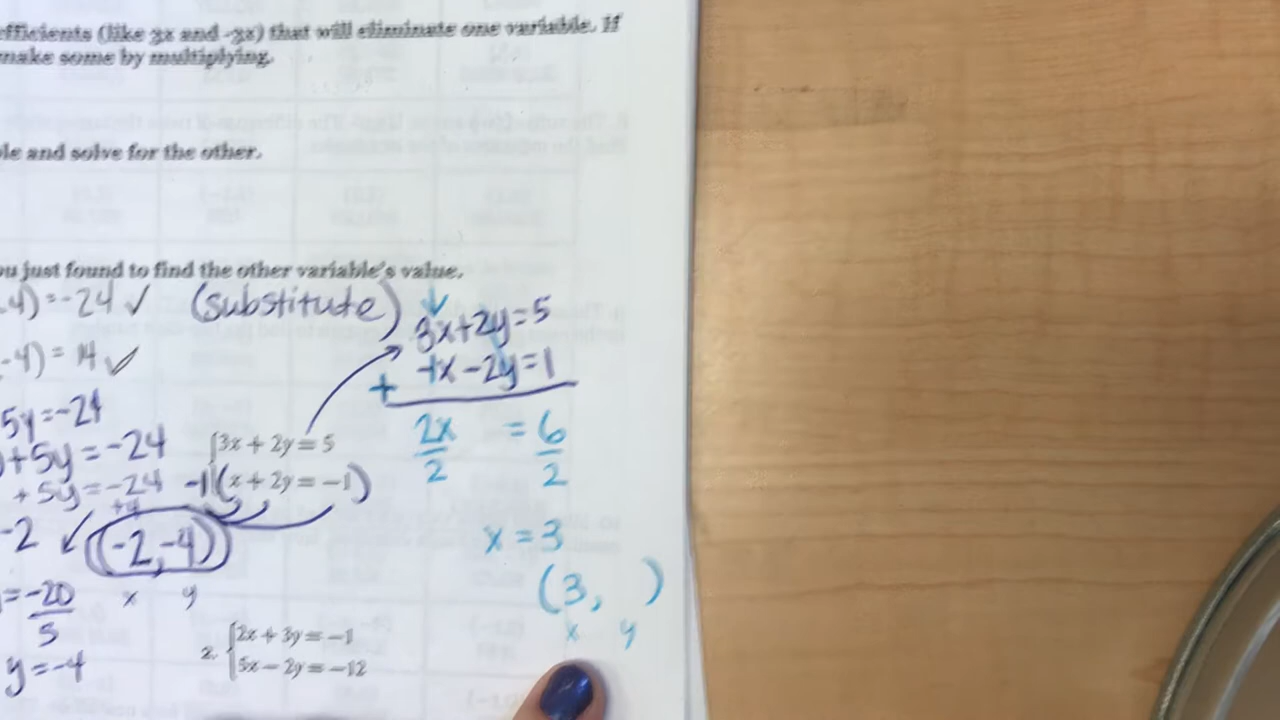 efficients (like 3x and -3x) that will eliminate one variable. If
make some by multiplying.
le and solve for the other.
ou just found to find the other variable's value.
4) = -24 ✓ (substitute)
-4) = 14 ✓
3x+2y=5
+ -x-2y=1
2x = 6
2 2
x = 3
(3, )
x y
5y=-24
+5y=-24
+5y=-24
+4
3x + 2y = 5
-1(x + 2y = -1)
-2 (-2,-4)
x y
=-20
5
y=-4
2. 2x + 3y = -1
5x - 2y = -12